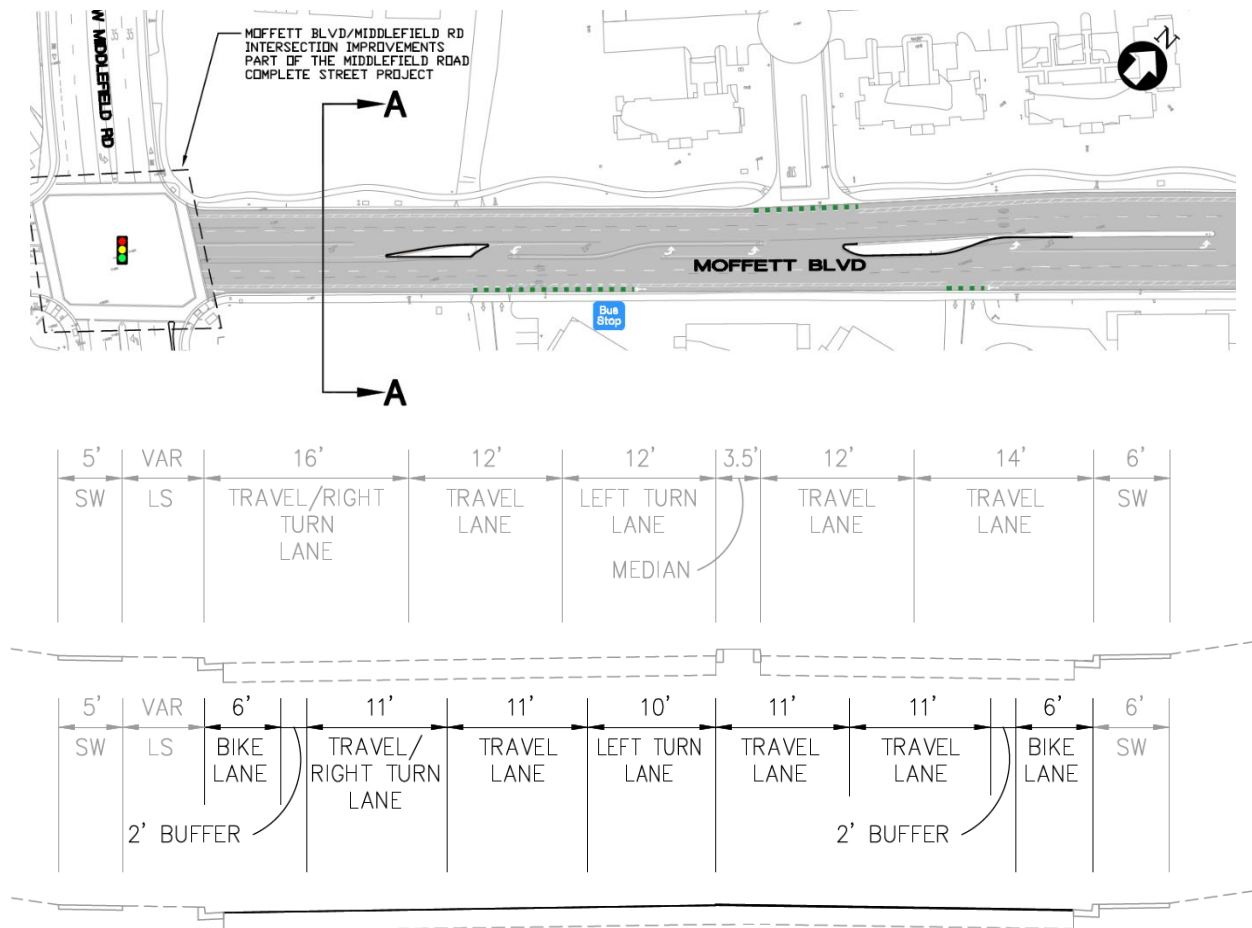 MOFFETT BLVD/MIDDLEFIELD RD
INTERSECTION IMPROVEMENTS
PART OF THE MIDDLEFIELD ROAD
COMPLETE STREET PROJECT
W MIDDLEFIELD RD
A
N
MOFFETT BLVD
Bus
Stop
A
5' VAR 16' 12' 12' 3.5' 12' 14' 6'
SW LS TRAVEL/RIGHT TRAVEL LEFT TURN TRAVEL TRAVEL SW
TURN LANE LANE LANE LANE
LANE
MEDIAN
5' VAR 6' 11' 11' 10' 11' 11' 6' 6'
SW LS BIKE TRAVEL/ TRAVEL LEFT TURN TRAVEL TRAVEL BIKE SW
LANE RIGHT TURN LANE LANE LANE LANE LANE
LANE
2' BUFFER 2' BUFFER